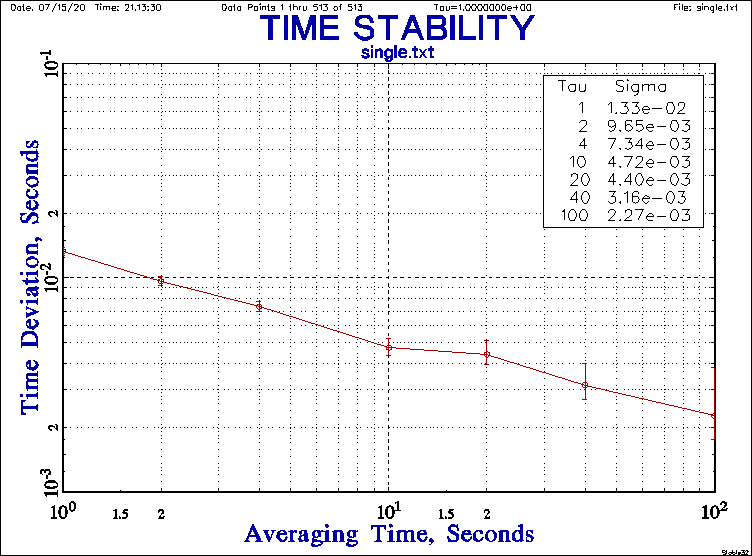 Date: 07/15/20 Time: 21:13:30 Data Points 1 thru 513 of 513 Tau=1.0000000e+00 File: single.txt
TIME STABILITY
single.txt
Tau Sigma
1 1.33e-02
2 9.65e-03
4 7.34e-03
10 4.72e-03
20 4.40e-03
40 3.16e-03
100 2.27e-03
Time Deviation, Seconds
10⁻¹
2
10⁻²
2
10⁻³
10⁰ 1.5 2 10¹ 1.5 2 10²
Averaging Time, Seconds
Stable32